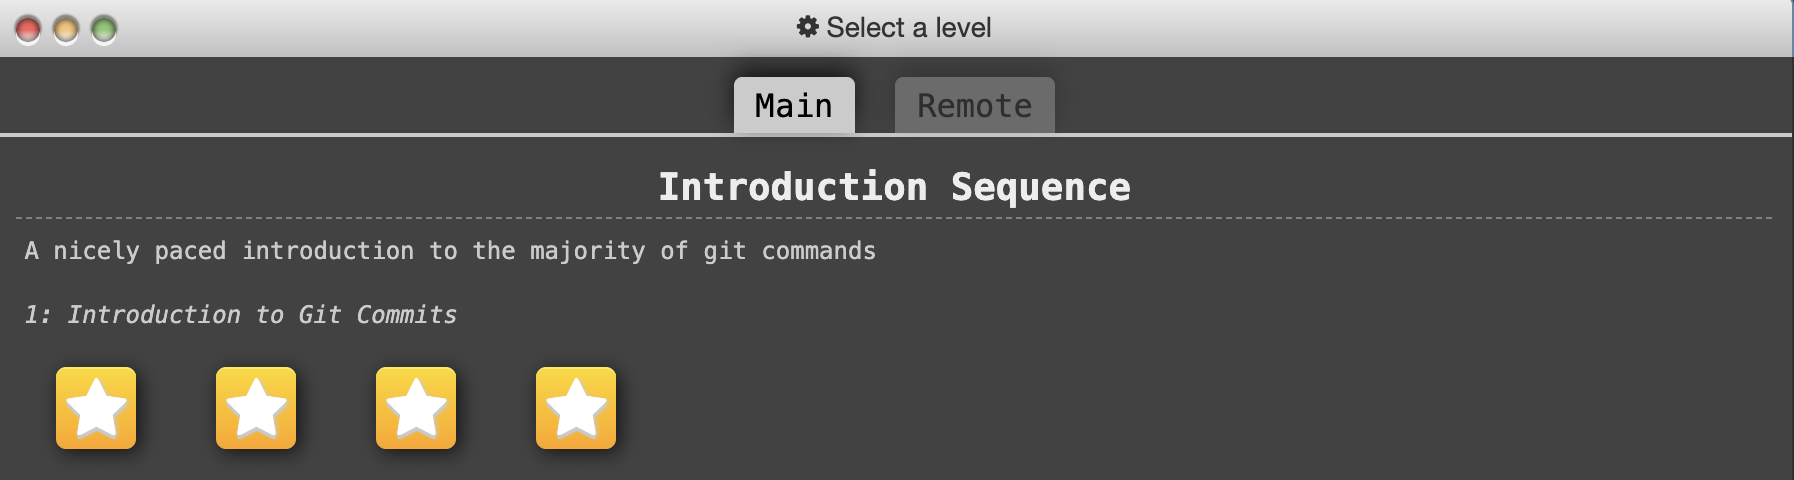 Select a level
Main
Remote
Introduction Sequence
A nicely paced introduction to the majority of git commands
1: Introduction to Git Commits